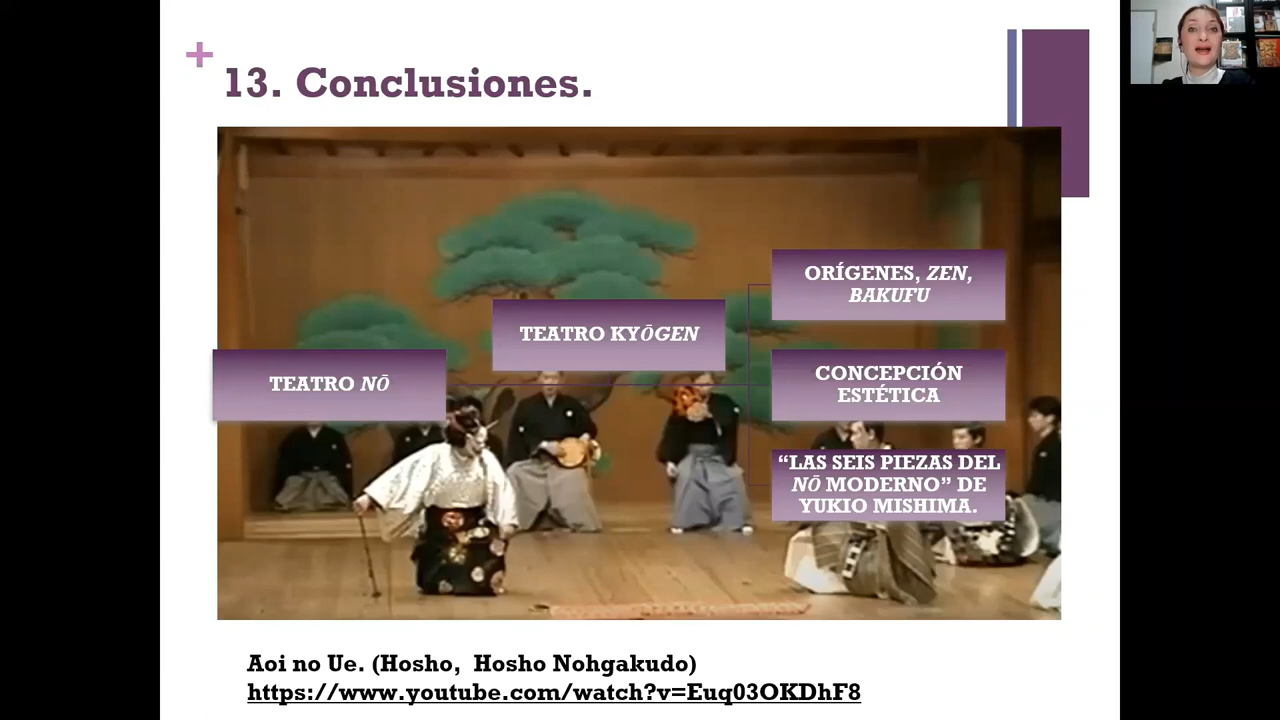 13. Conclusiones.
TEATRO NŌ
TEATRO KYŌGEN
ORÍGENES, ZEN,
BAKUFU
CONCEPCIÓN
ESTÉTICA
“LAS SEIS PIEZAS DEL
NŌ MODERNO” DE
YUKIO MISHIMA.
Aoi no Ue. (Hosho, Hosho Nohgakudo)
https://www.youtube.com/watch?v=Euq03OKDhF8